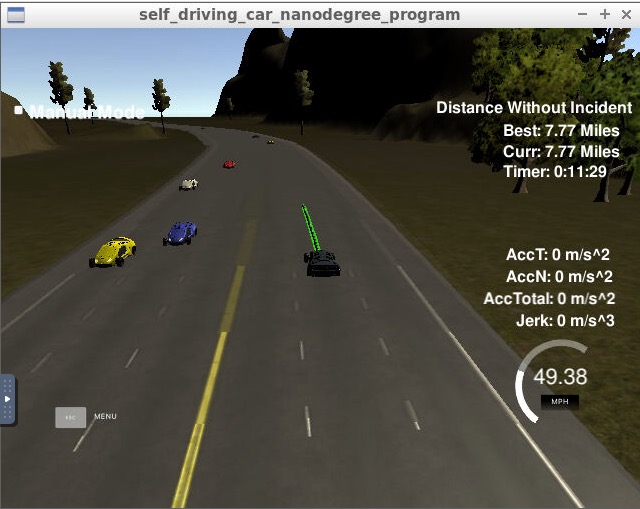 self_driving_car_nanodegree_program
Manual Mode
Distance Without Incident
Best: 7.77 Miles
Curr: 7.77 Miles
Timer: 0:11:29
AccT: 0 m/s^2
AccN: 0 m/s^2
AccTotal: 0 m/s^2
Jerk: 0 m/s^3
49.38
MPH
ESC
MENU